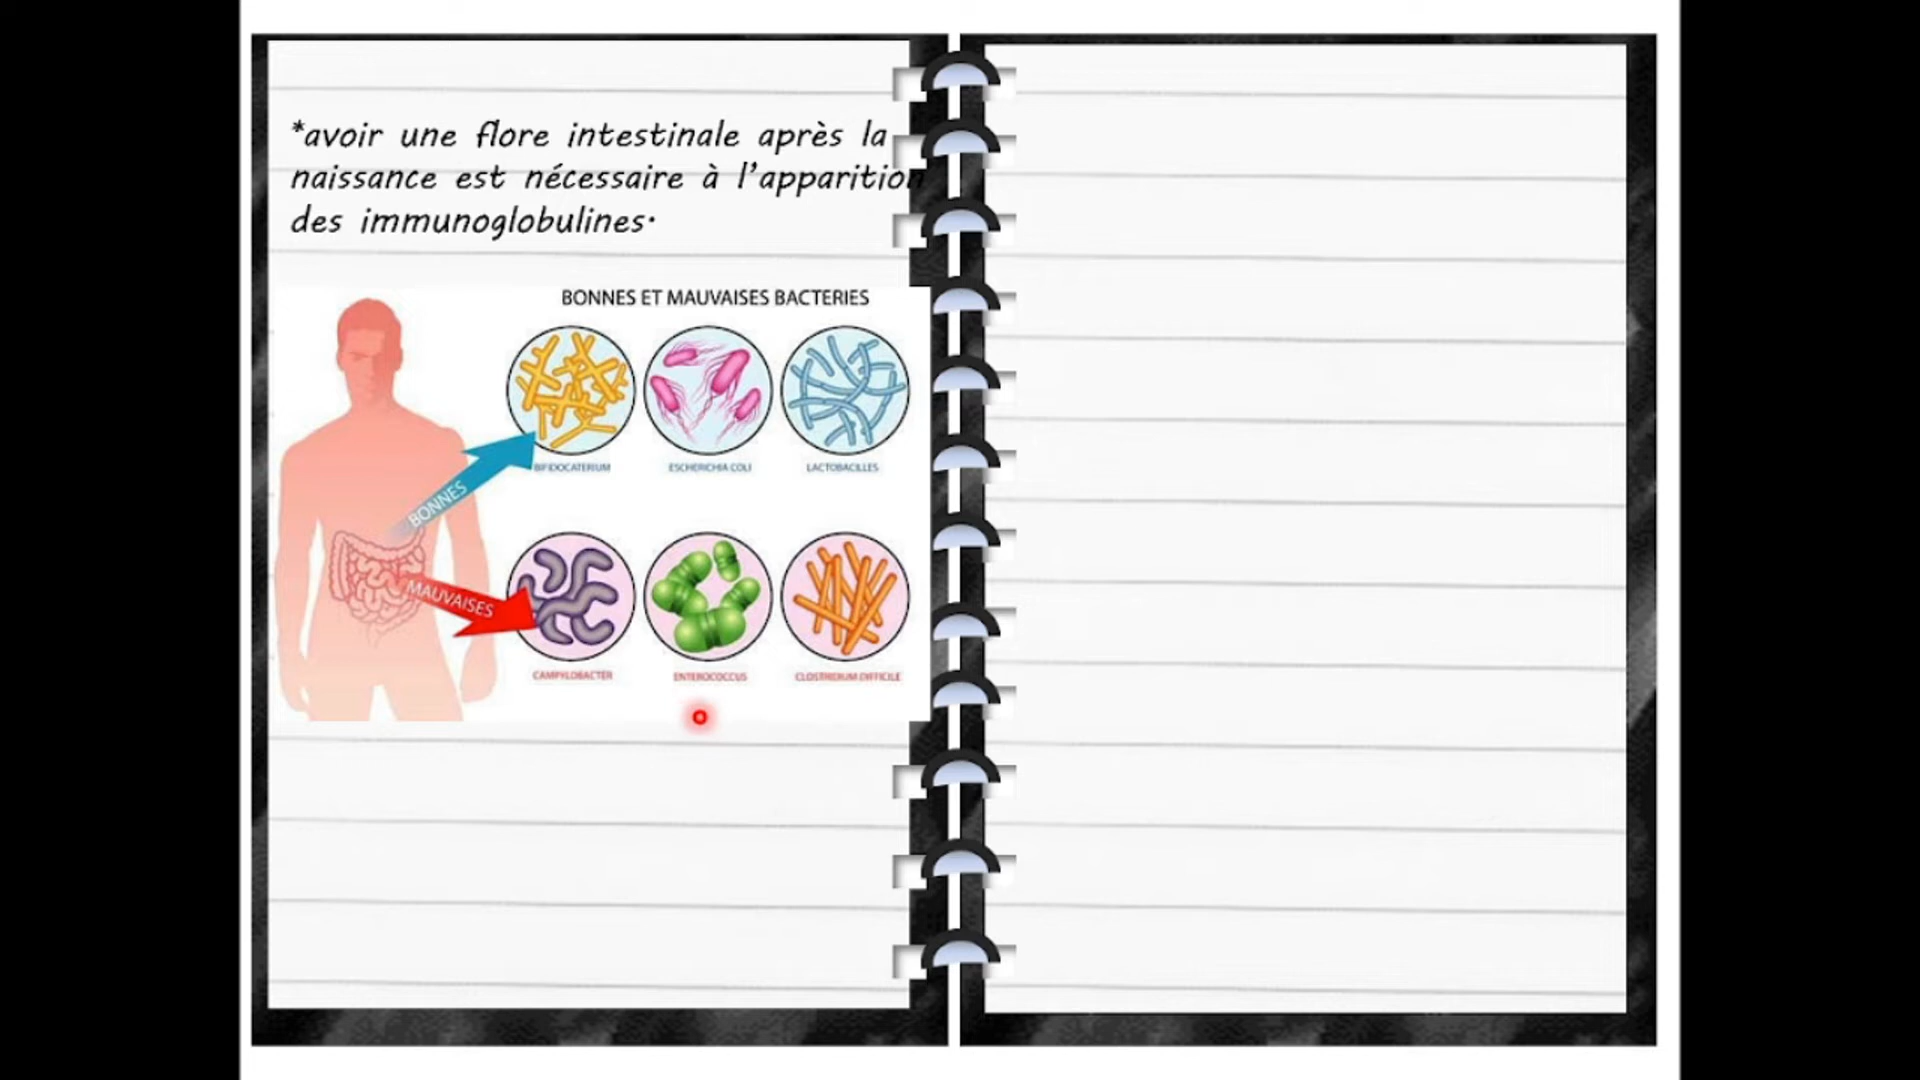 *avoir une flore intestinale après la
naissance est nécessaire à l'apparition
des immunoglobulines.
BONNES ET MAUVAISES BACTERIES
BIFIDOCATERIUM
ESCHERICHIA COLI
LACTOBACILLES
BONNES
MAUVAISES
CAMPYLOBACTER
ENTEROCOCCUS
CLOSTRIDIUM DIFFICILE